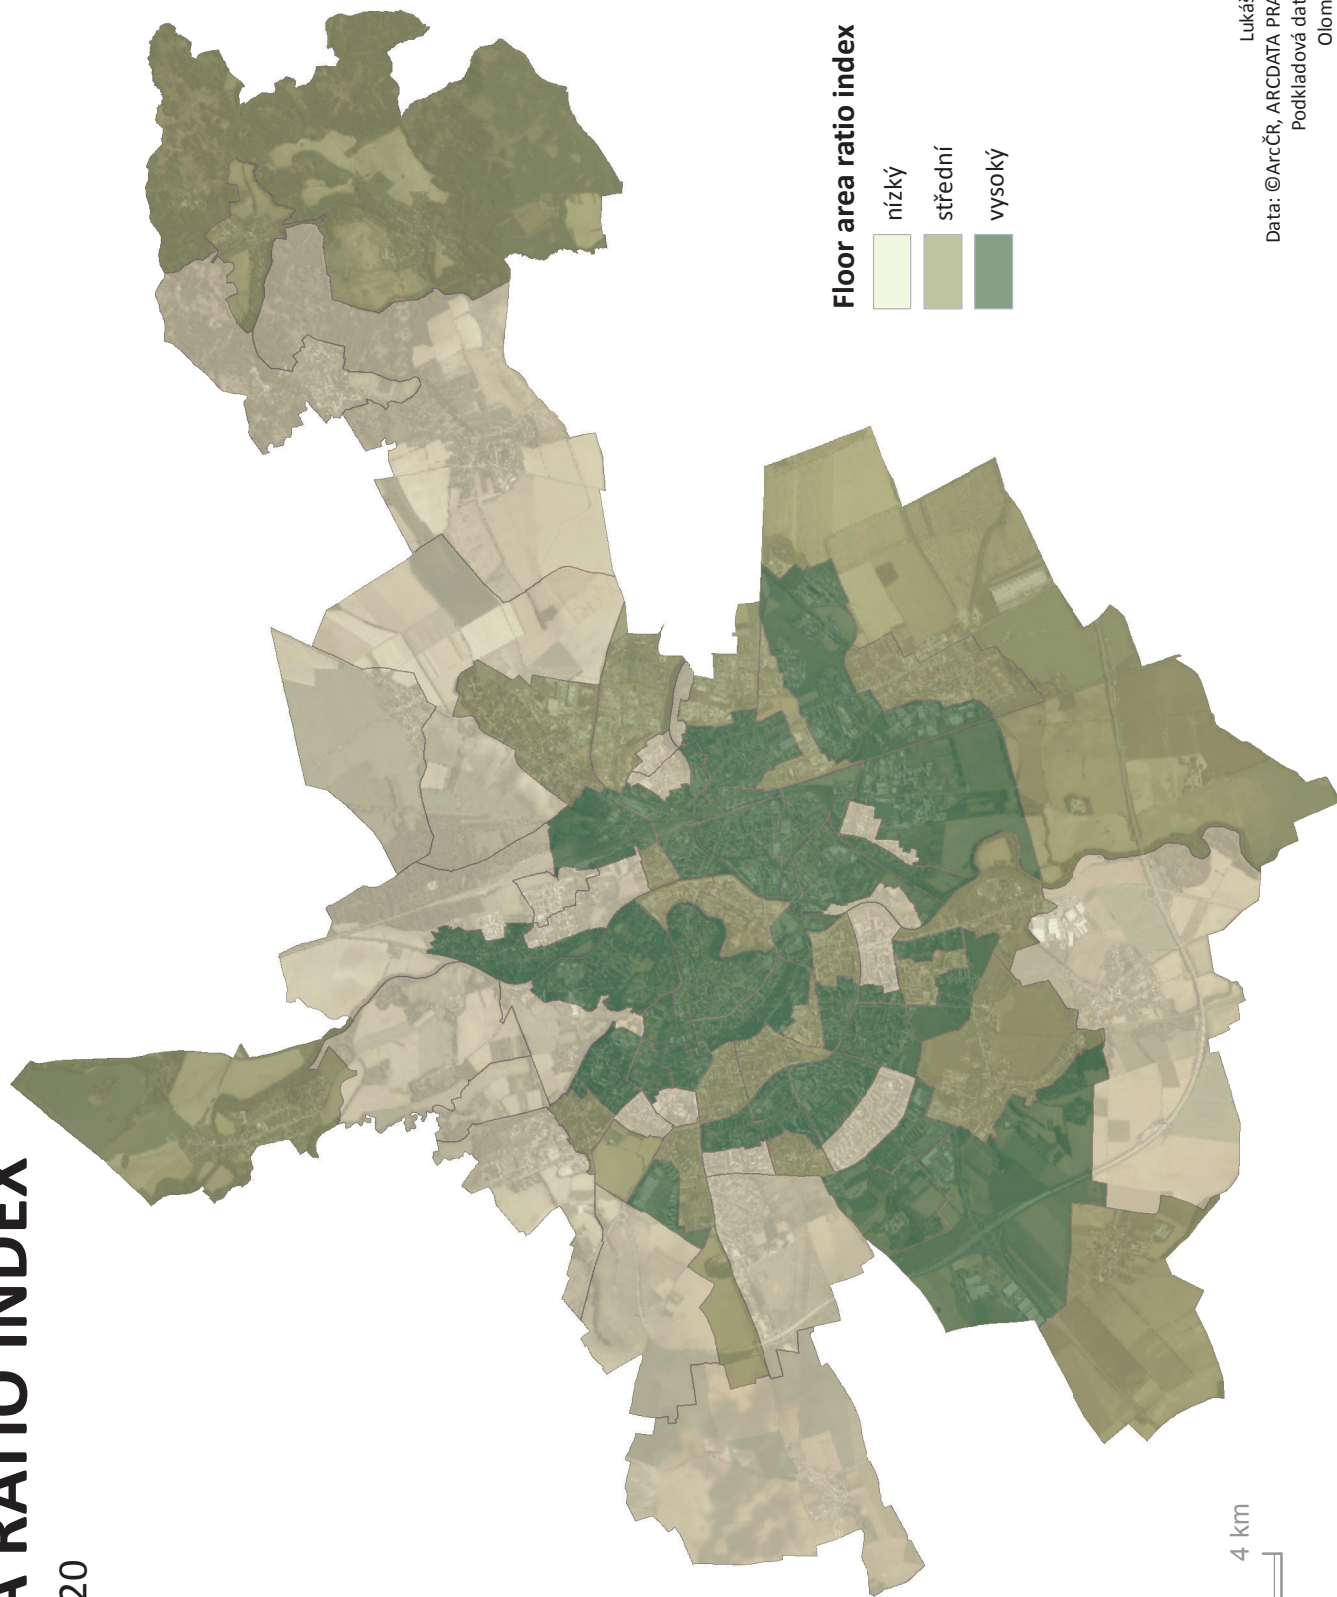 A RATIO INDEX
20
Floor area ratio index
nízký
střední
vysoký
4 km
Lukáš
Data: ©ArcČR, ARCDATA PRA
Podkladová dat
Olom